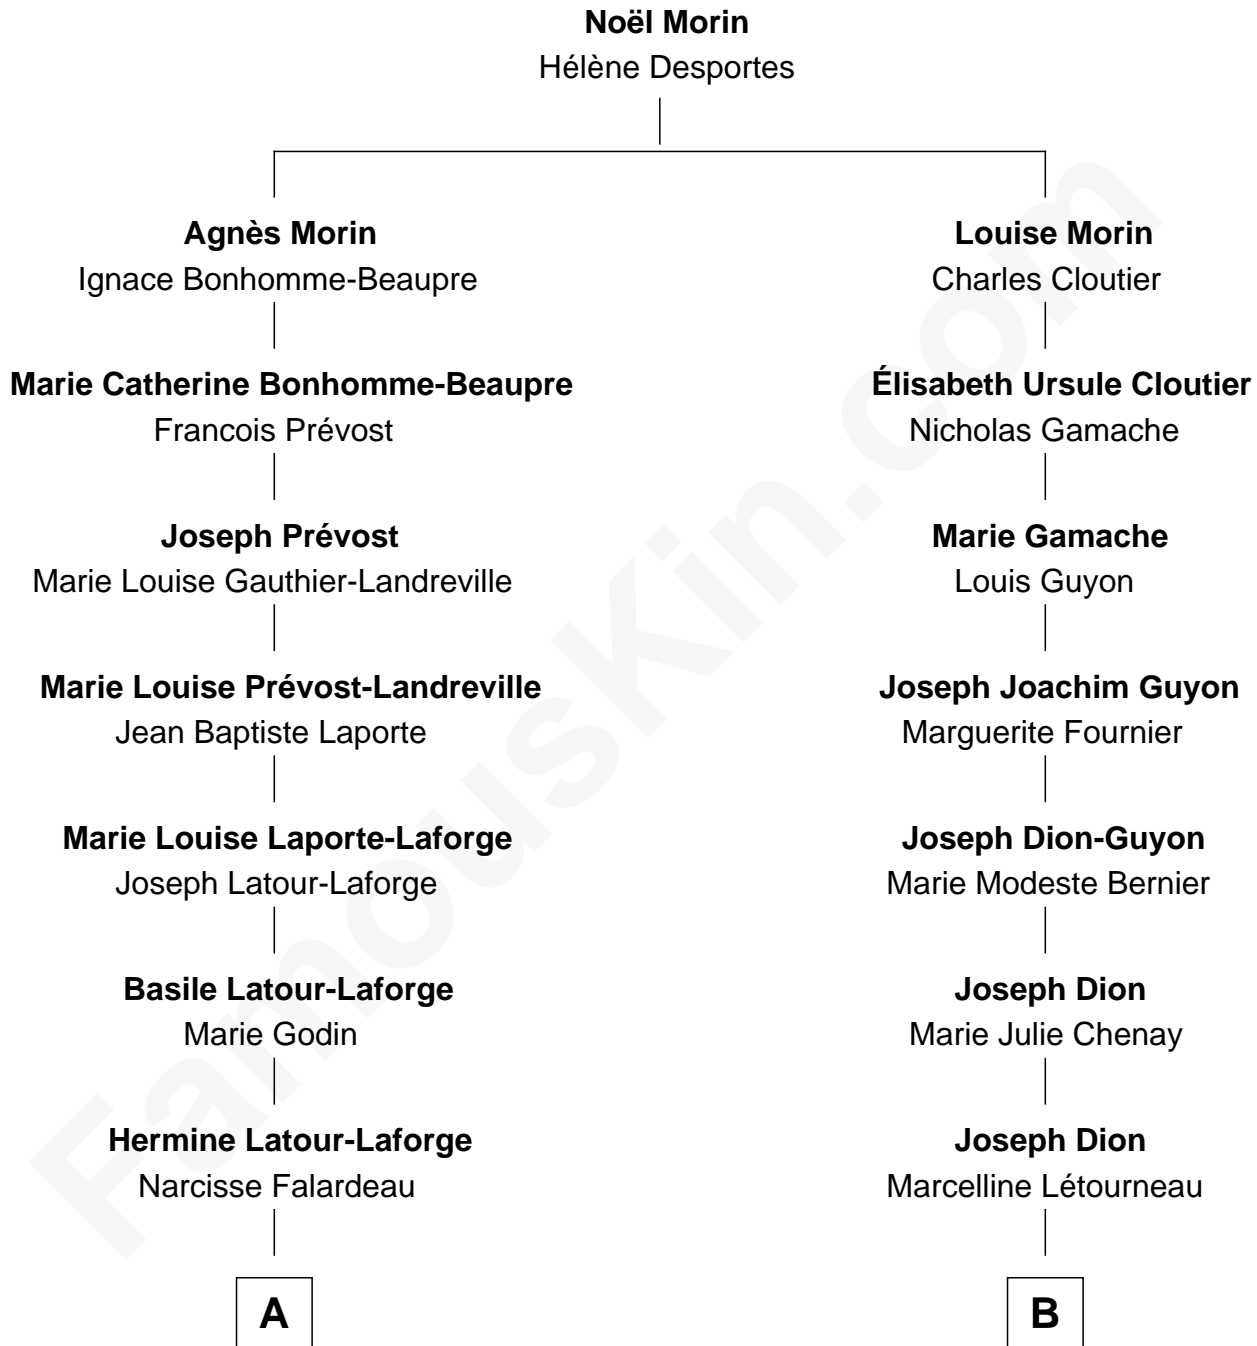 Noël Morin
Hélène Desportes
Agnès Morin
Ignace Bonhomme-Beaupre
Louise Morin
Charles Cloutier
Marie Catherine Bonhomme-Beaupre
Francois Prévost
Élisabeth Ursule Cloutier
Nicholas Gamache
Joseph Prévost
Marie Louise Gauthier-Landreville
Marie Gamache
Louis Guyon
Marie Louise Prévost-Landreville
Jean Baptiste Laporte
Joseph Joachim Guyon
Marguerite Fournier
Marie Louise Laporte-Laforge
Joseph Latour-Laforge
Joseph Dion-Guyon
Marie Modeste Bernier
Basile Latour-Laforge
Marie Godin
Joseph Dion
Marie Julie Chenay
Hermine Latour-Laforge
Narcisse Falardeau
Joseph Dion
Marcelline Létourneau
A
B
FamousKin.com